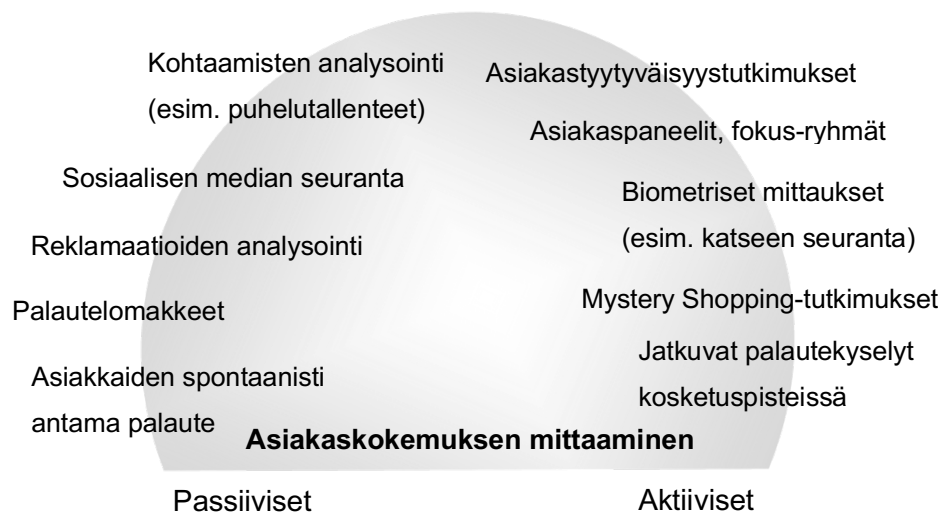 Kohtaamisten analysointi
(esim. puhelutallenteet)
Sosiaalisen median seuranta
Reklamaatioiden analysointi
Palautelomakkeet
Asiakkaiden spontaanisti
antama palaute
Asiakastyytyväisyystutkimukset
Asiakaspaneelit, fokus-ryhmät
Biometriset mittaukset
(esim. katseen seuranta)
Mystery Shopping-tutkimukset
Jatkuvat palautekyselyt
kosketuspisteissä
Asiakaskokemuksen mittaaminen
Passiiviset
Aktiiviset